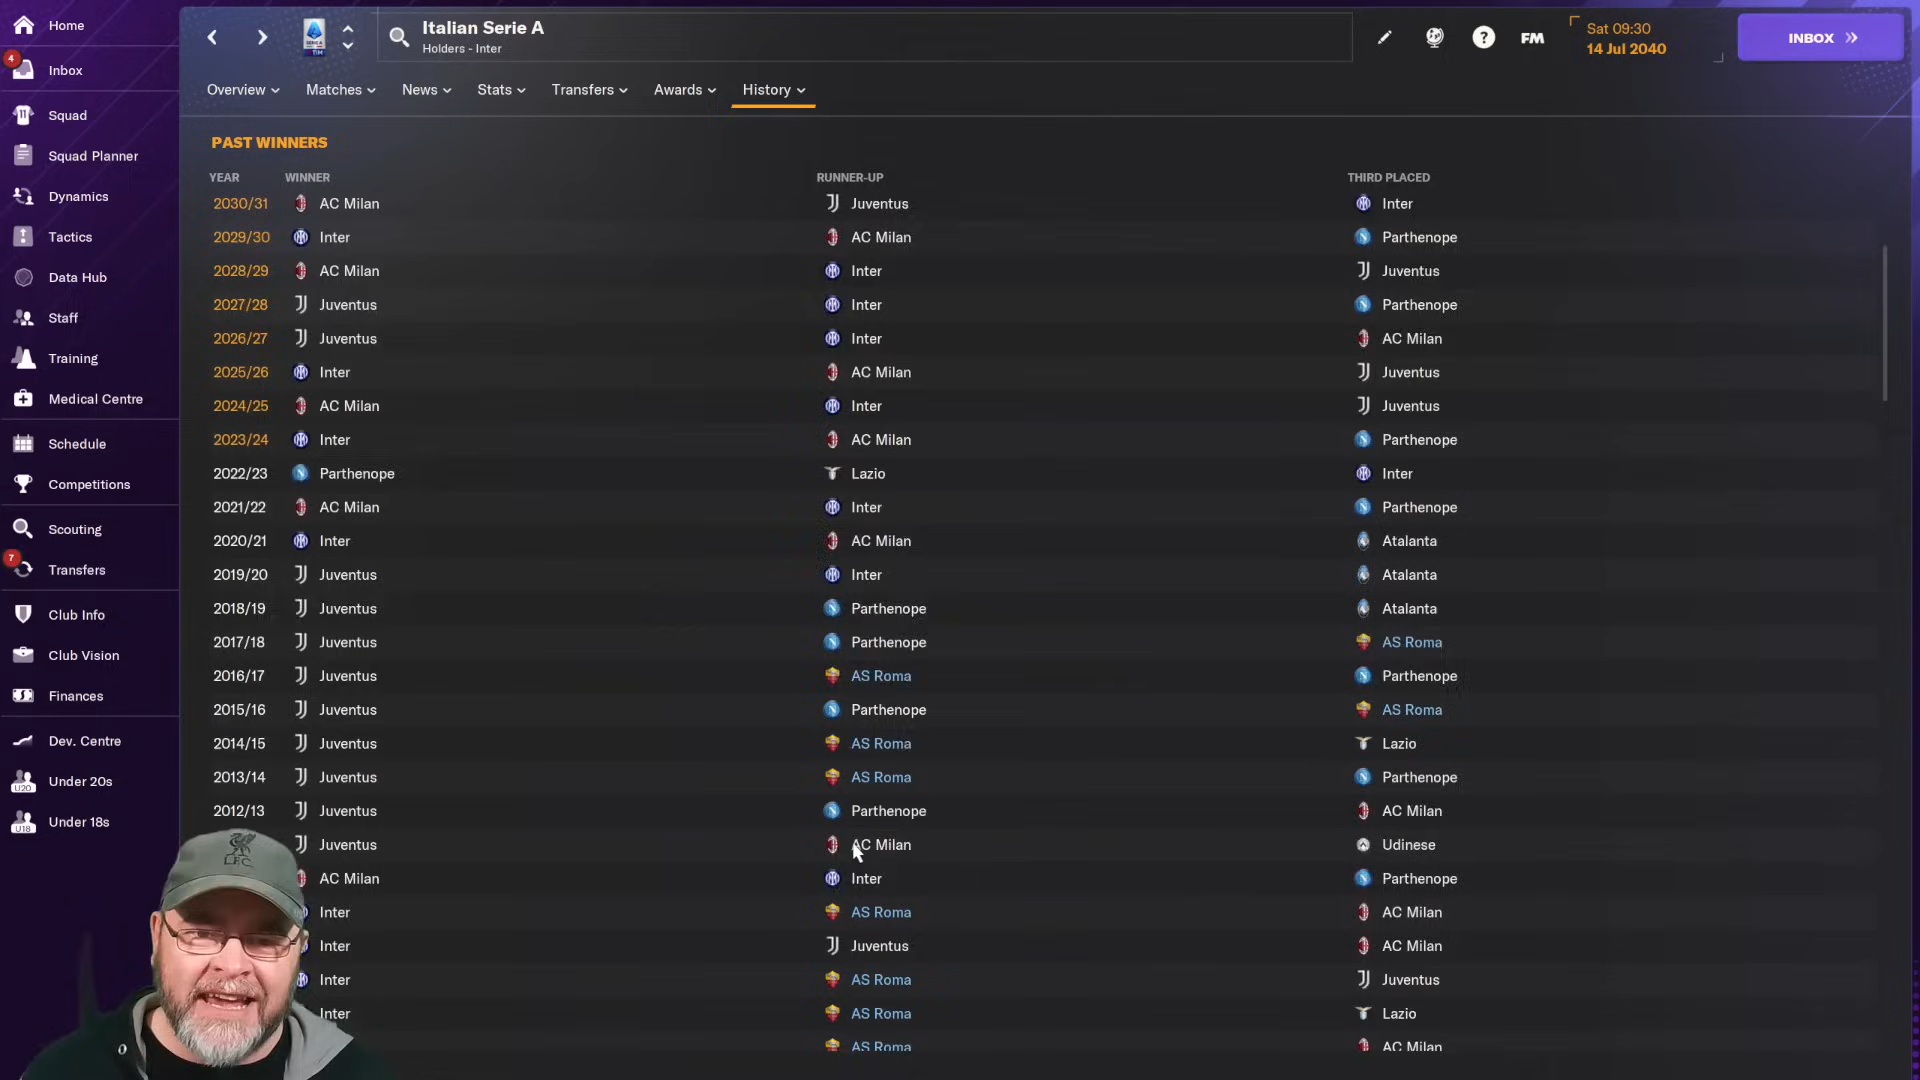 Home
4
Inbox
Squad
Squad Planner
Dynamics
Tactics
Data Hub
Staff
Training
Medical Centre
Schedule
Competitions
Scouting
7
Transfers
Club Info
Club Vision
Finances
Dev. Centre
U20
Under 20s
U18
Under 18s
Italian Serie A
Holders - Inter
FM
Sat 09:30
14 Jul 2040
INBOX
Overview Matches News Stats Transfers Awards History
PAST WINNERS
YEAR WINNER RUNNER-UP THIRD PLACED
2030/31 AC Milan Juventus Inter
2029/30 Inter AC Milan Parthenope
2028/29 AC Milan Inter Juventus
2027/28 Juventus Inter Parthenope
2026/27 Juventus Inter AC Milan
2025/26 Inter AC Milan Juventus
2024/25 AC Milan Inter Juventus
2023/24 Inter AC Milan Parthenope
2022/23 Parthenope Lazio Inter
2021/22 AC Milan Inter Parthenope
2020/21 Inter AC Milan Atalanta
2019/20 Juventus Inter Atalanta
2018/19 Juventus Parthenope Atalanta
2017/18 Juventus Parthenope AS Roma
2016/17 Juventus AS Roma Parthenope
2015/16 Juventus Parthenope AS Roma
2014/15 Juventus AS Roma Lazio
2013/14 Juventus AS Roma Parthenope
2012/13 Juventus Parthenope AC Milan
Juventus AC Milan Udinese
AC Milan Inter Parthenope
Inter AS Roma AC Milan
Inter Juventus AC Milan
Inter AS Roma Juventus
Inter AS Roma Lazio
AS Roma AC Milan
L.F.C.